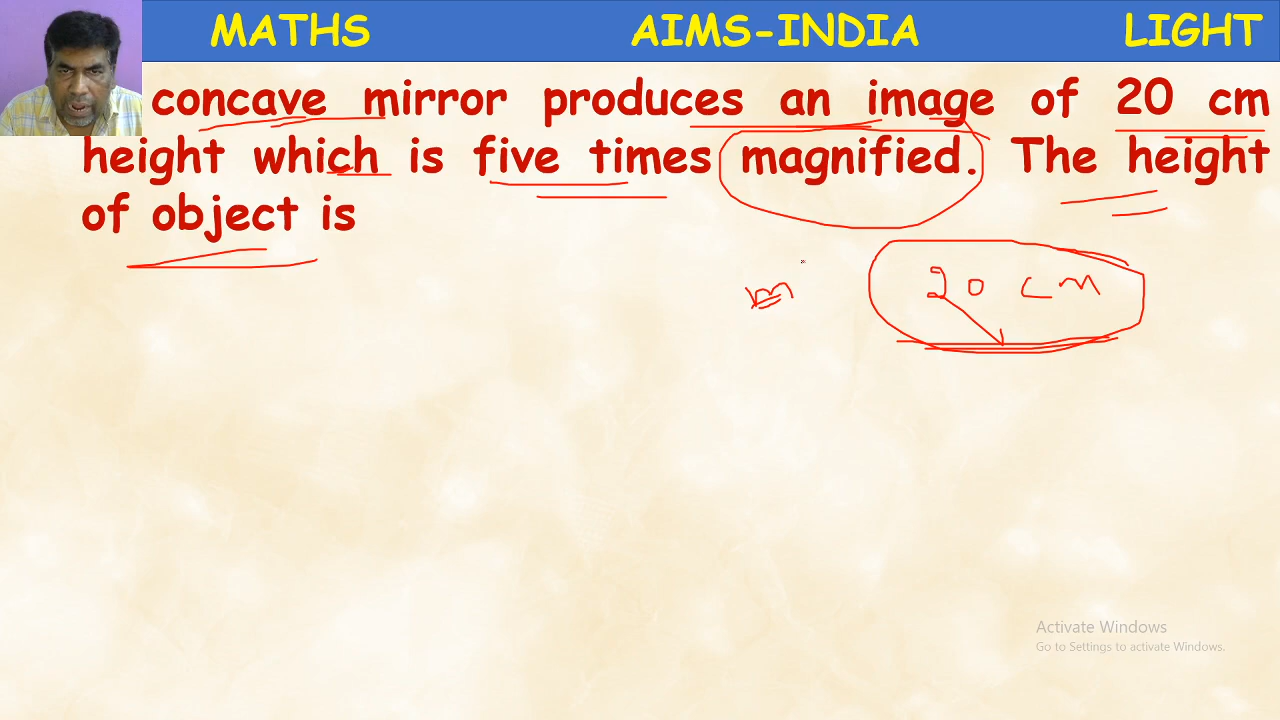 MATHS AIMS-INDIA LIGHT
concave mirror produces an image of 20 cm
height which is five times magnified. The height
of object is
m 20 cm
Activate Windows
Go to Settings to activate Windows.